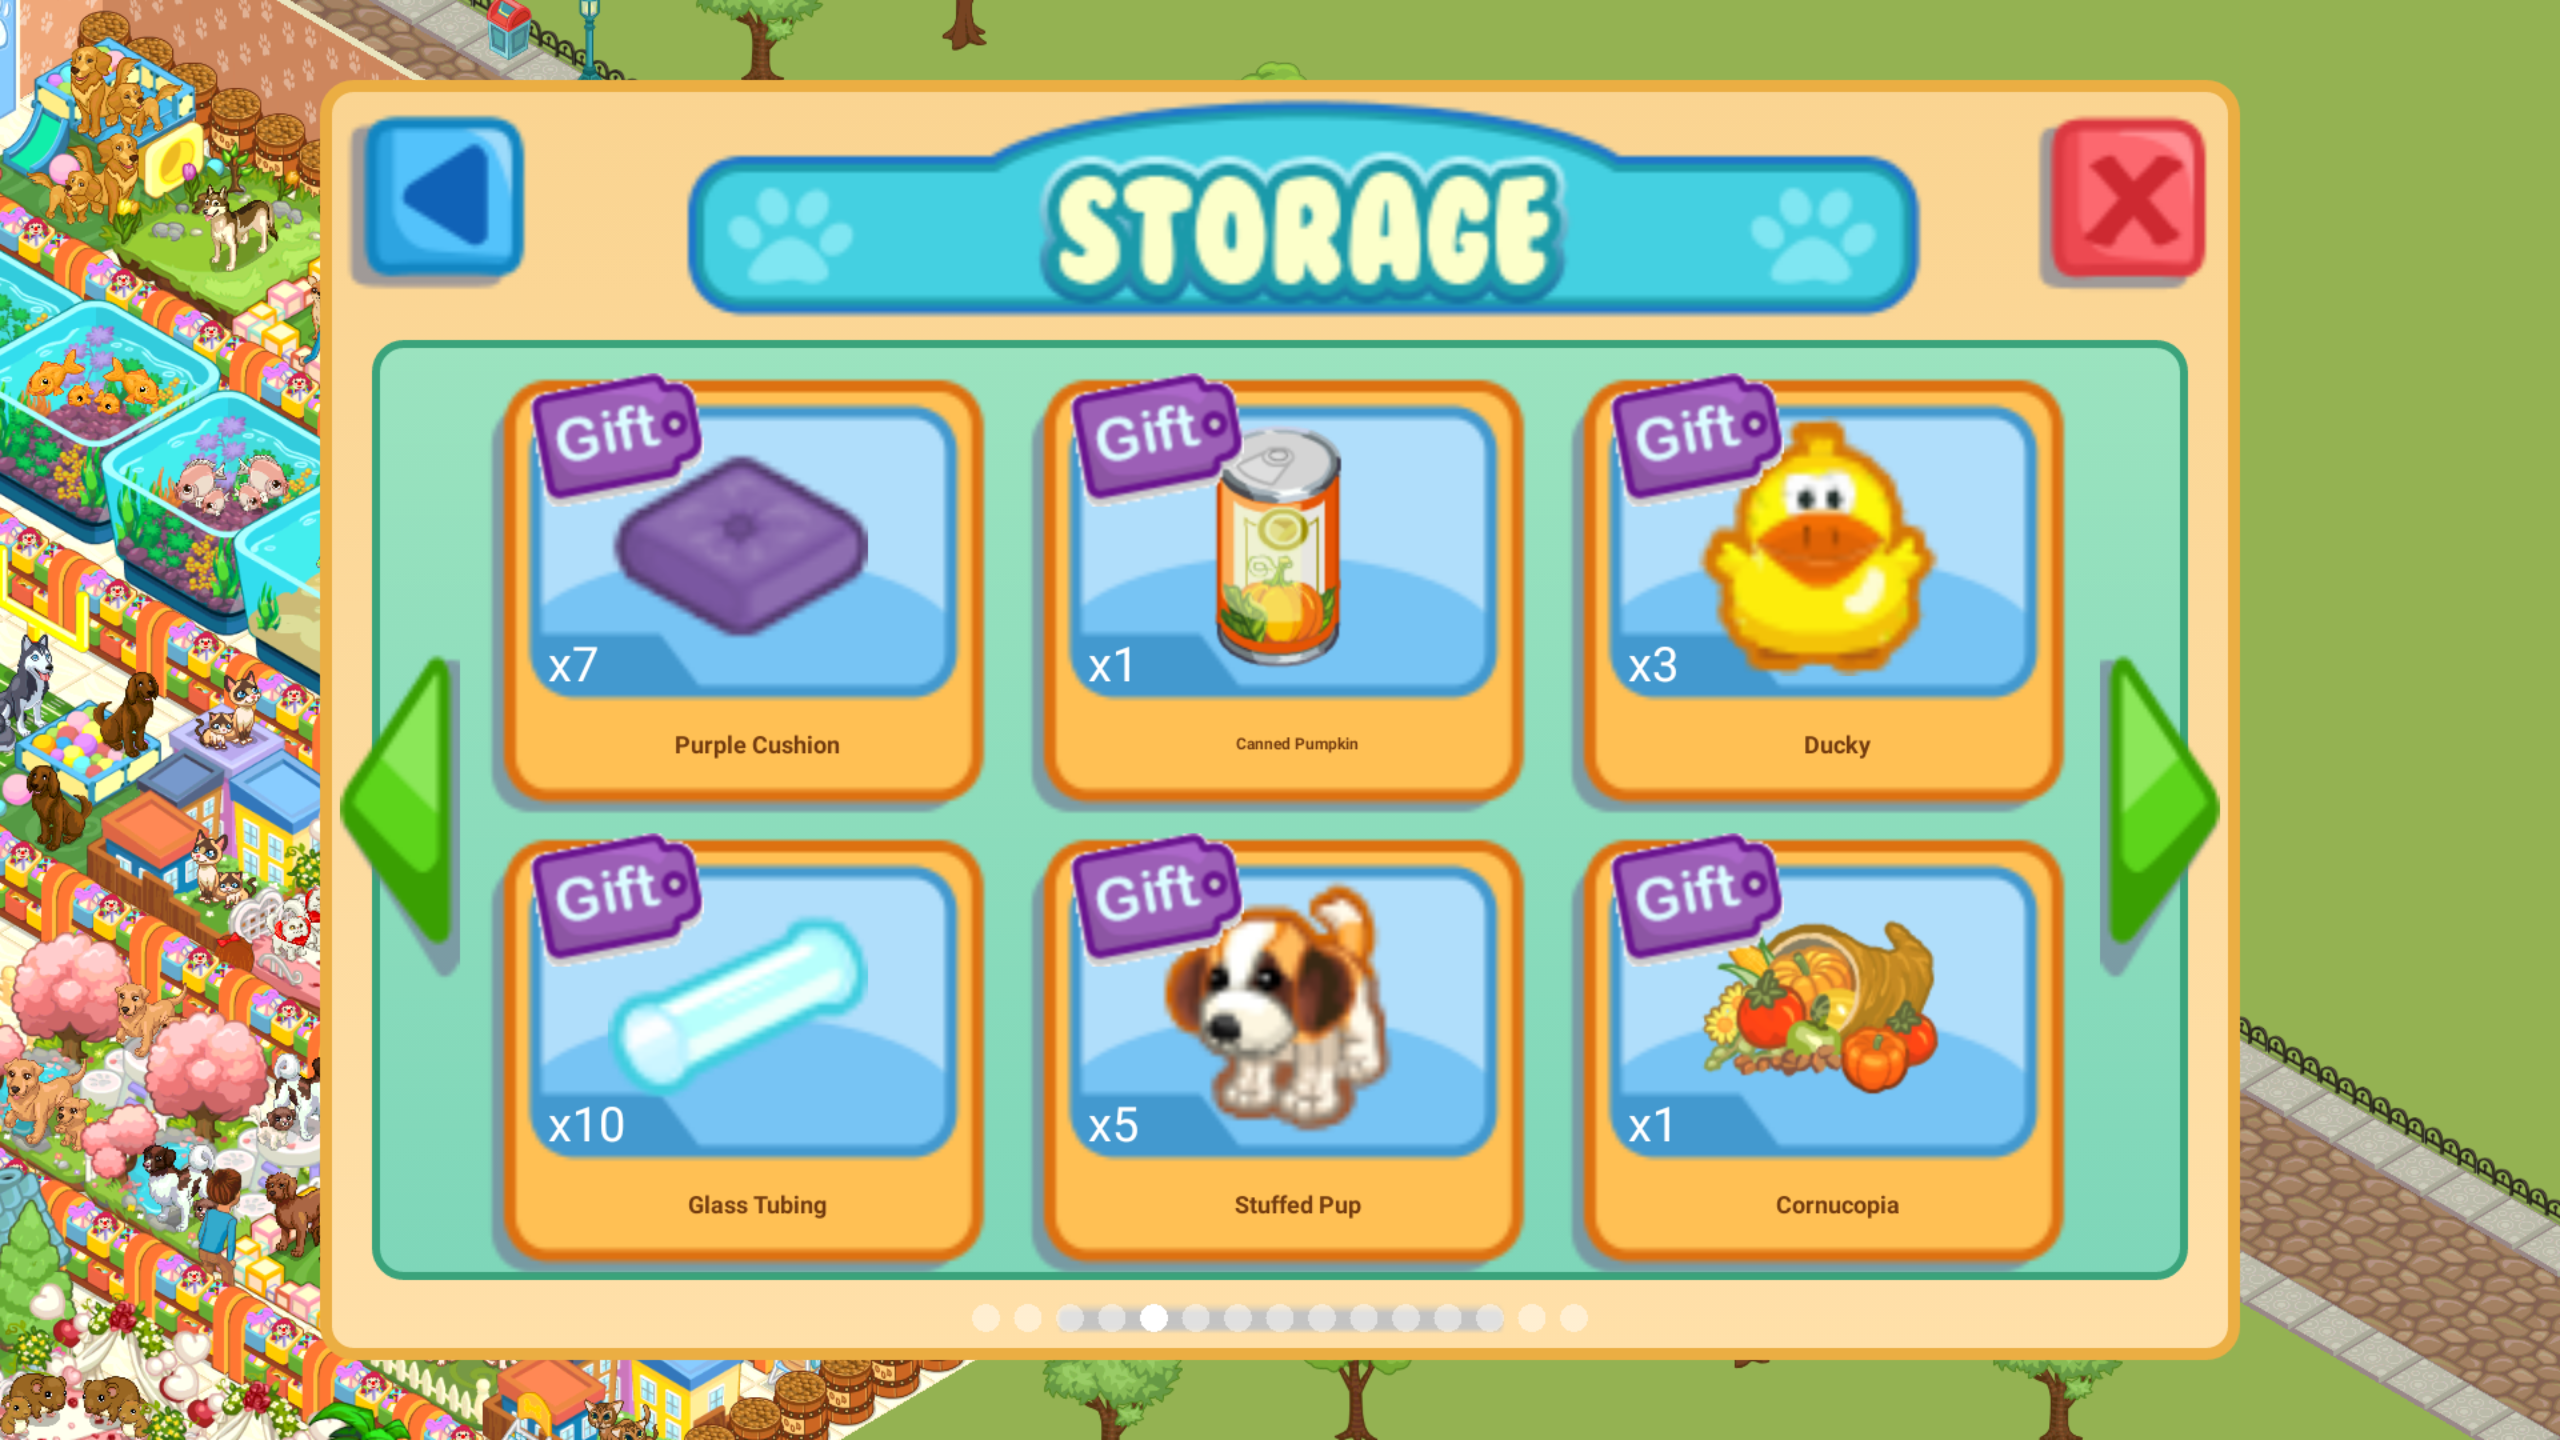 STORAGE
Gift
x7
Purple Cushion
Gift
x1
Canned Pumpkin
Gift
x3
Ducky
Gift
x10
Glass Tubing
Gift
x5
Stuffed Pup
Gift
x1
Cornucopia